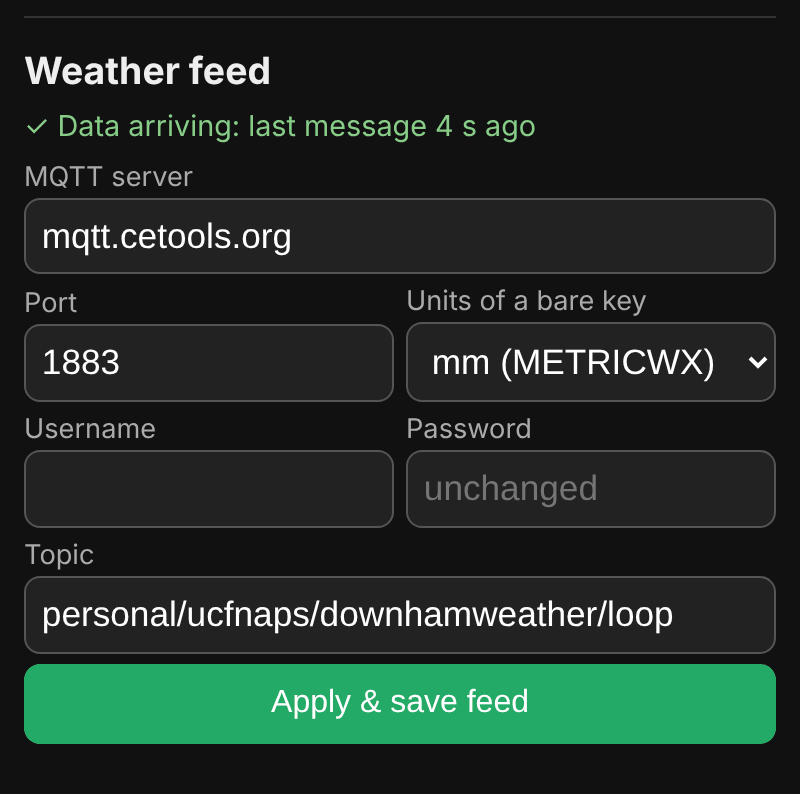 Weather feed
✓ Data arriving: last message 4 s ago
MQTT server
mqtt.cetools.org
Port
Units of a bare key
1883
mm (METRICWX)
Username
Password
unchanged
Topic
personal/ucfnaps/downhamweather/loop
Apply & save feed